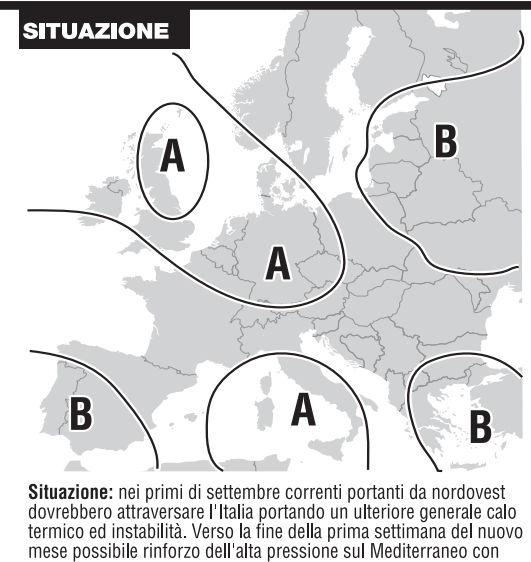 SITUAZIONE
A
B
A
B
A
B
Situazione: nei primi di settembre correnti portanti da nordovest
dovrebbero attraversare l'Italia portando un ulteriore generale calo
termico ed instabilità. Verso la fine della prima settimana del nuovo
mese possibile rinforzo dell'alta pressione sul Mediterraneo con